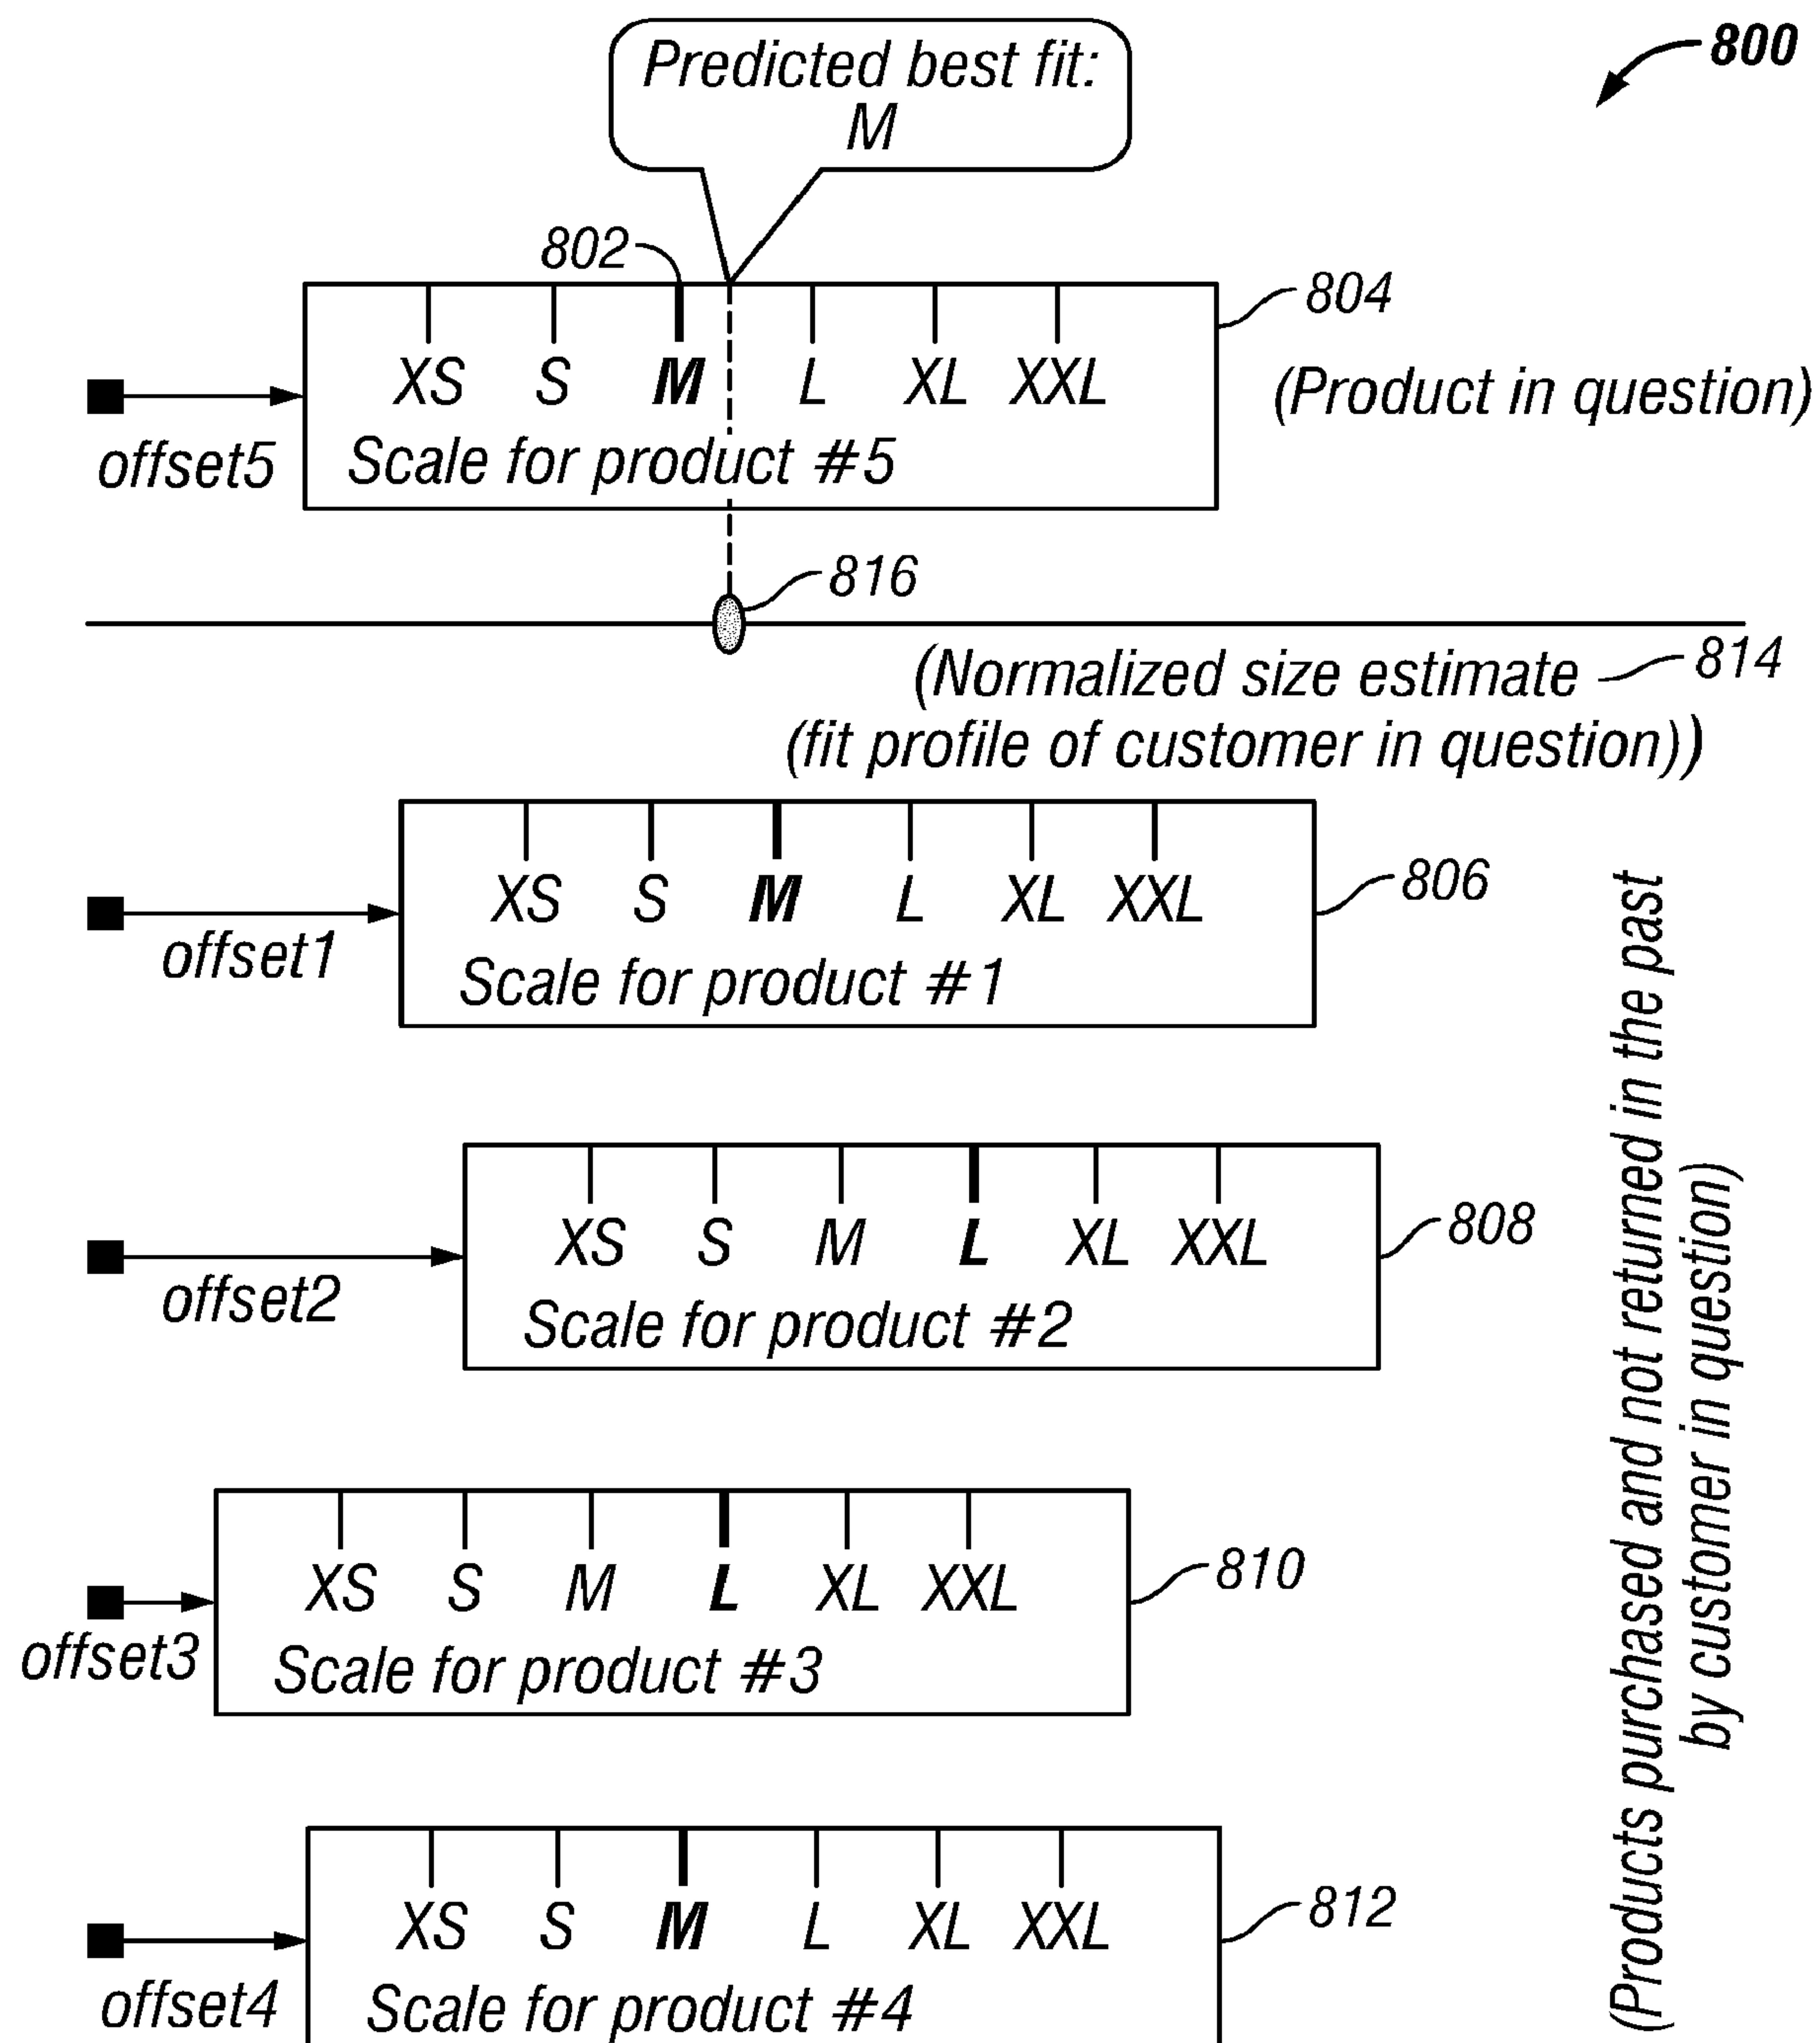 800
Predicted best fit:
M
802
804
XS S M L XL XXL
(Product in question)
offset5
Scale for product #5
816
814
(Normalized size estimate
(fit profile of customer in question))
XS S M L XL XXL
806
offset1
Scale for product #1
XS S M L XL XXL
808
offset2
Scale for product #2
XS S M L XL XXL
810
offset3
Scale for product #3
XS S M L XL XXL
812
offset4
Scale for product #4
(Products purchased and not returned in the past
by customer in question)